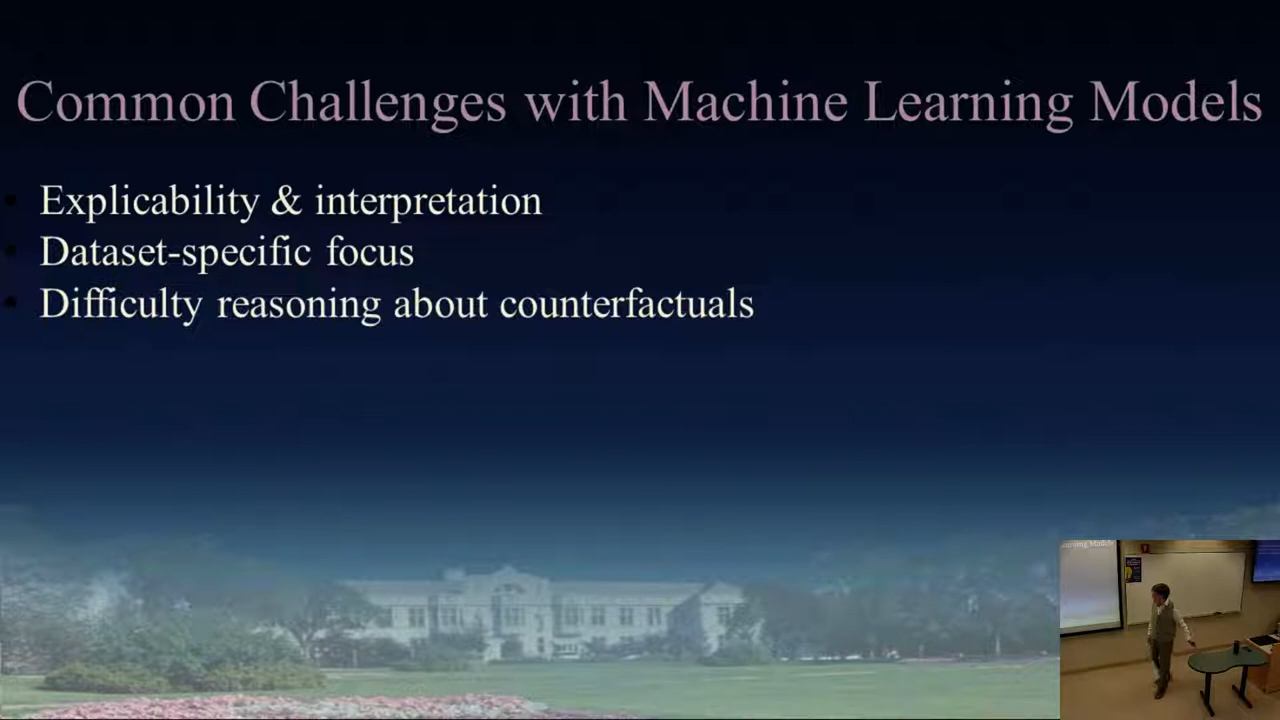 Common Challenges with Machine Learning Models
• Explicability & interpretation
• Dataset-specific focus
• Difficulty reasoning about counterfactuals